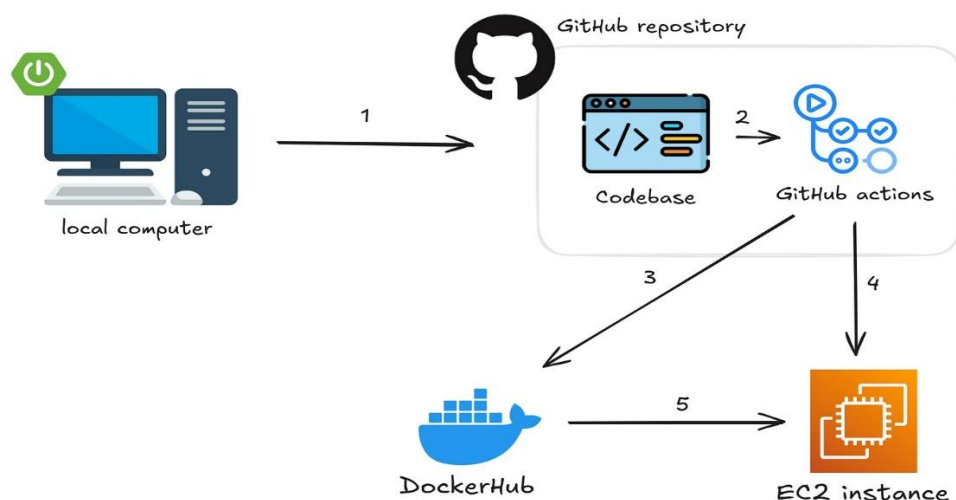 GitHub repository
1
2
</>
Codebase
GitHub actions
local computer
3
4
5
DockerHub
EC2 instance